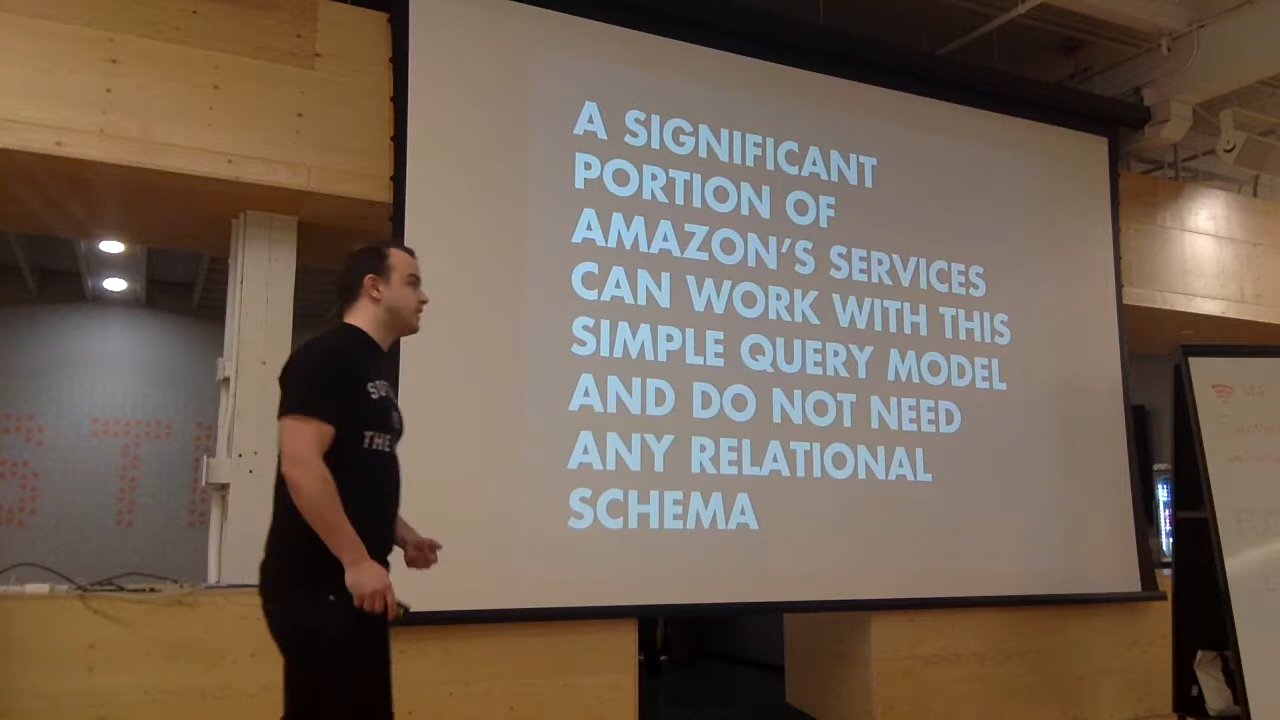 A SIGNIFICANT
PORTION OF
AMAZON'S SERVICES
CAN WORK WITH THIS
SIMPLE QUERY MODEL
AND DO NOT NEED
ANY RELATIONAL
SCHEMA
THE